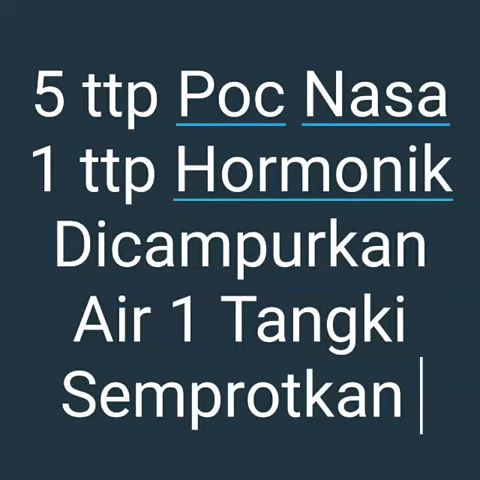 5 ttp Poc Nasa
1 ttp Hormonik
Dicampurkan
Air 1 Tangki
Semprotkan